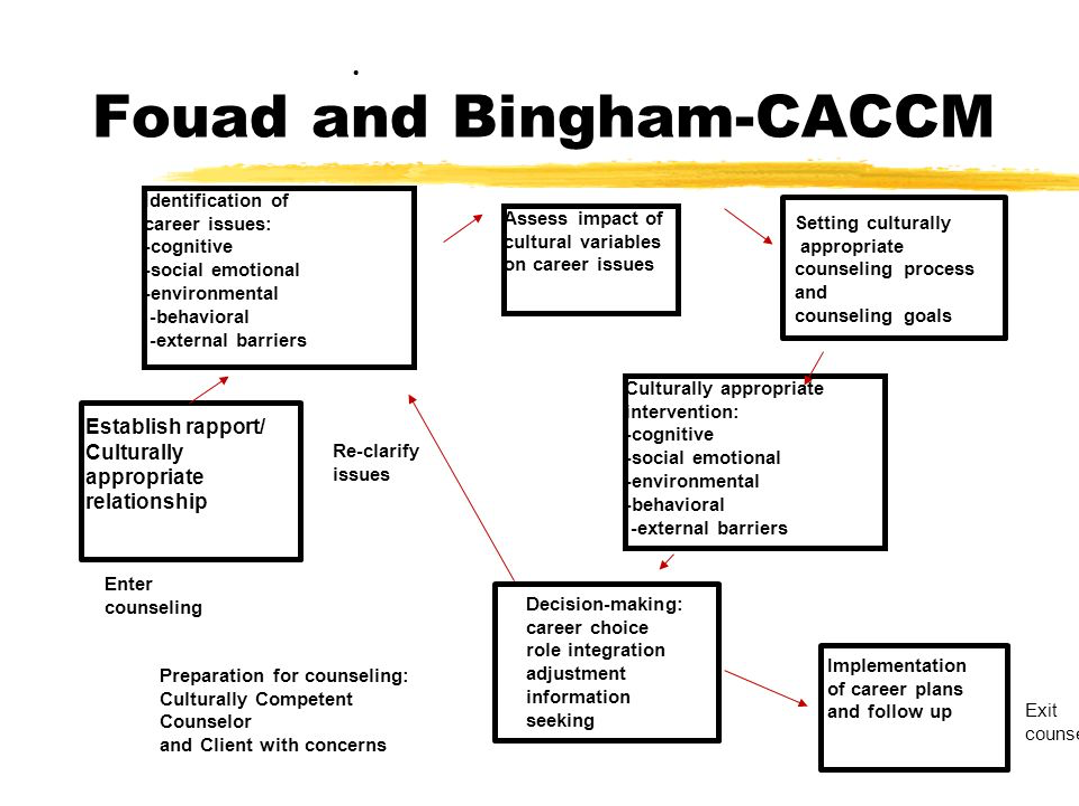 .
Fouad and Bingham-CACCM
Identification of
career issues:
-cognitive
-social emotional
-environmental
-behavioral
-external barriers
Assess impact of
cultural variables
on career issues
Setting culturally
appropriate
counseling process
and
counseling goals
Culturally appropriate
intervention:
-cognitive
-social emotional
-environmental
-behavioral
-external barriers
Establish rapport/
Culturally
appropriate
relationship
Re-clarify
issues
Enter
counseling
Decision-making:
career choice
role integration
adjustment
information
seeking
Preparation for counseling:
Culturally Competent
Counselor
and Client with concerns
Implementation
of career plans
and follow up
Exit